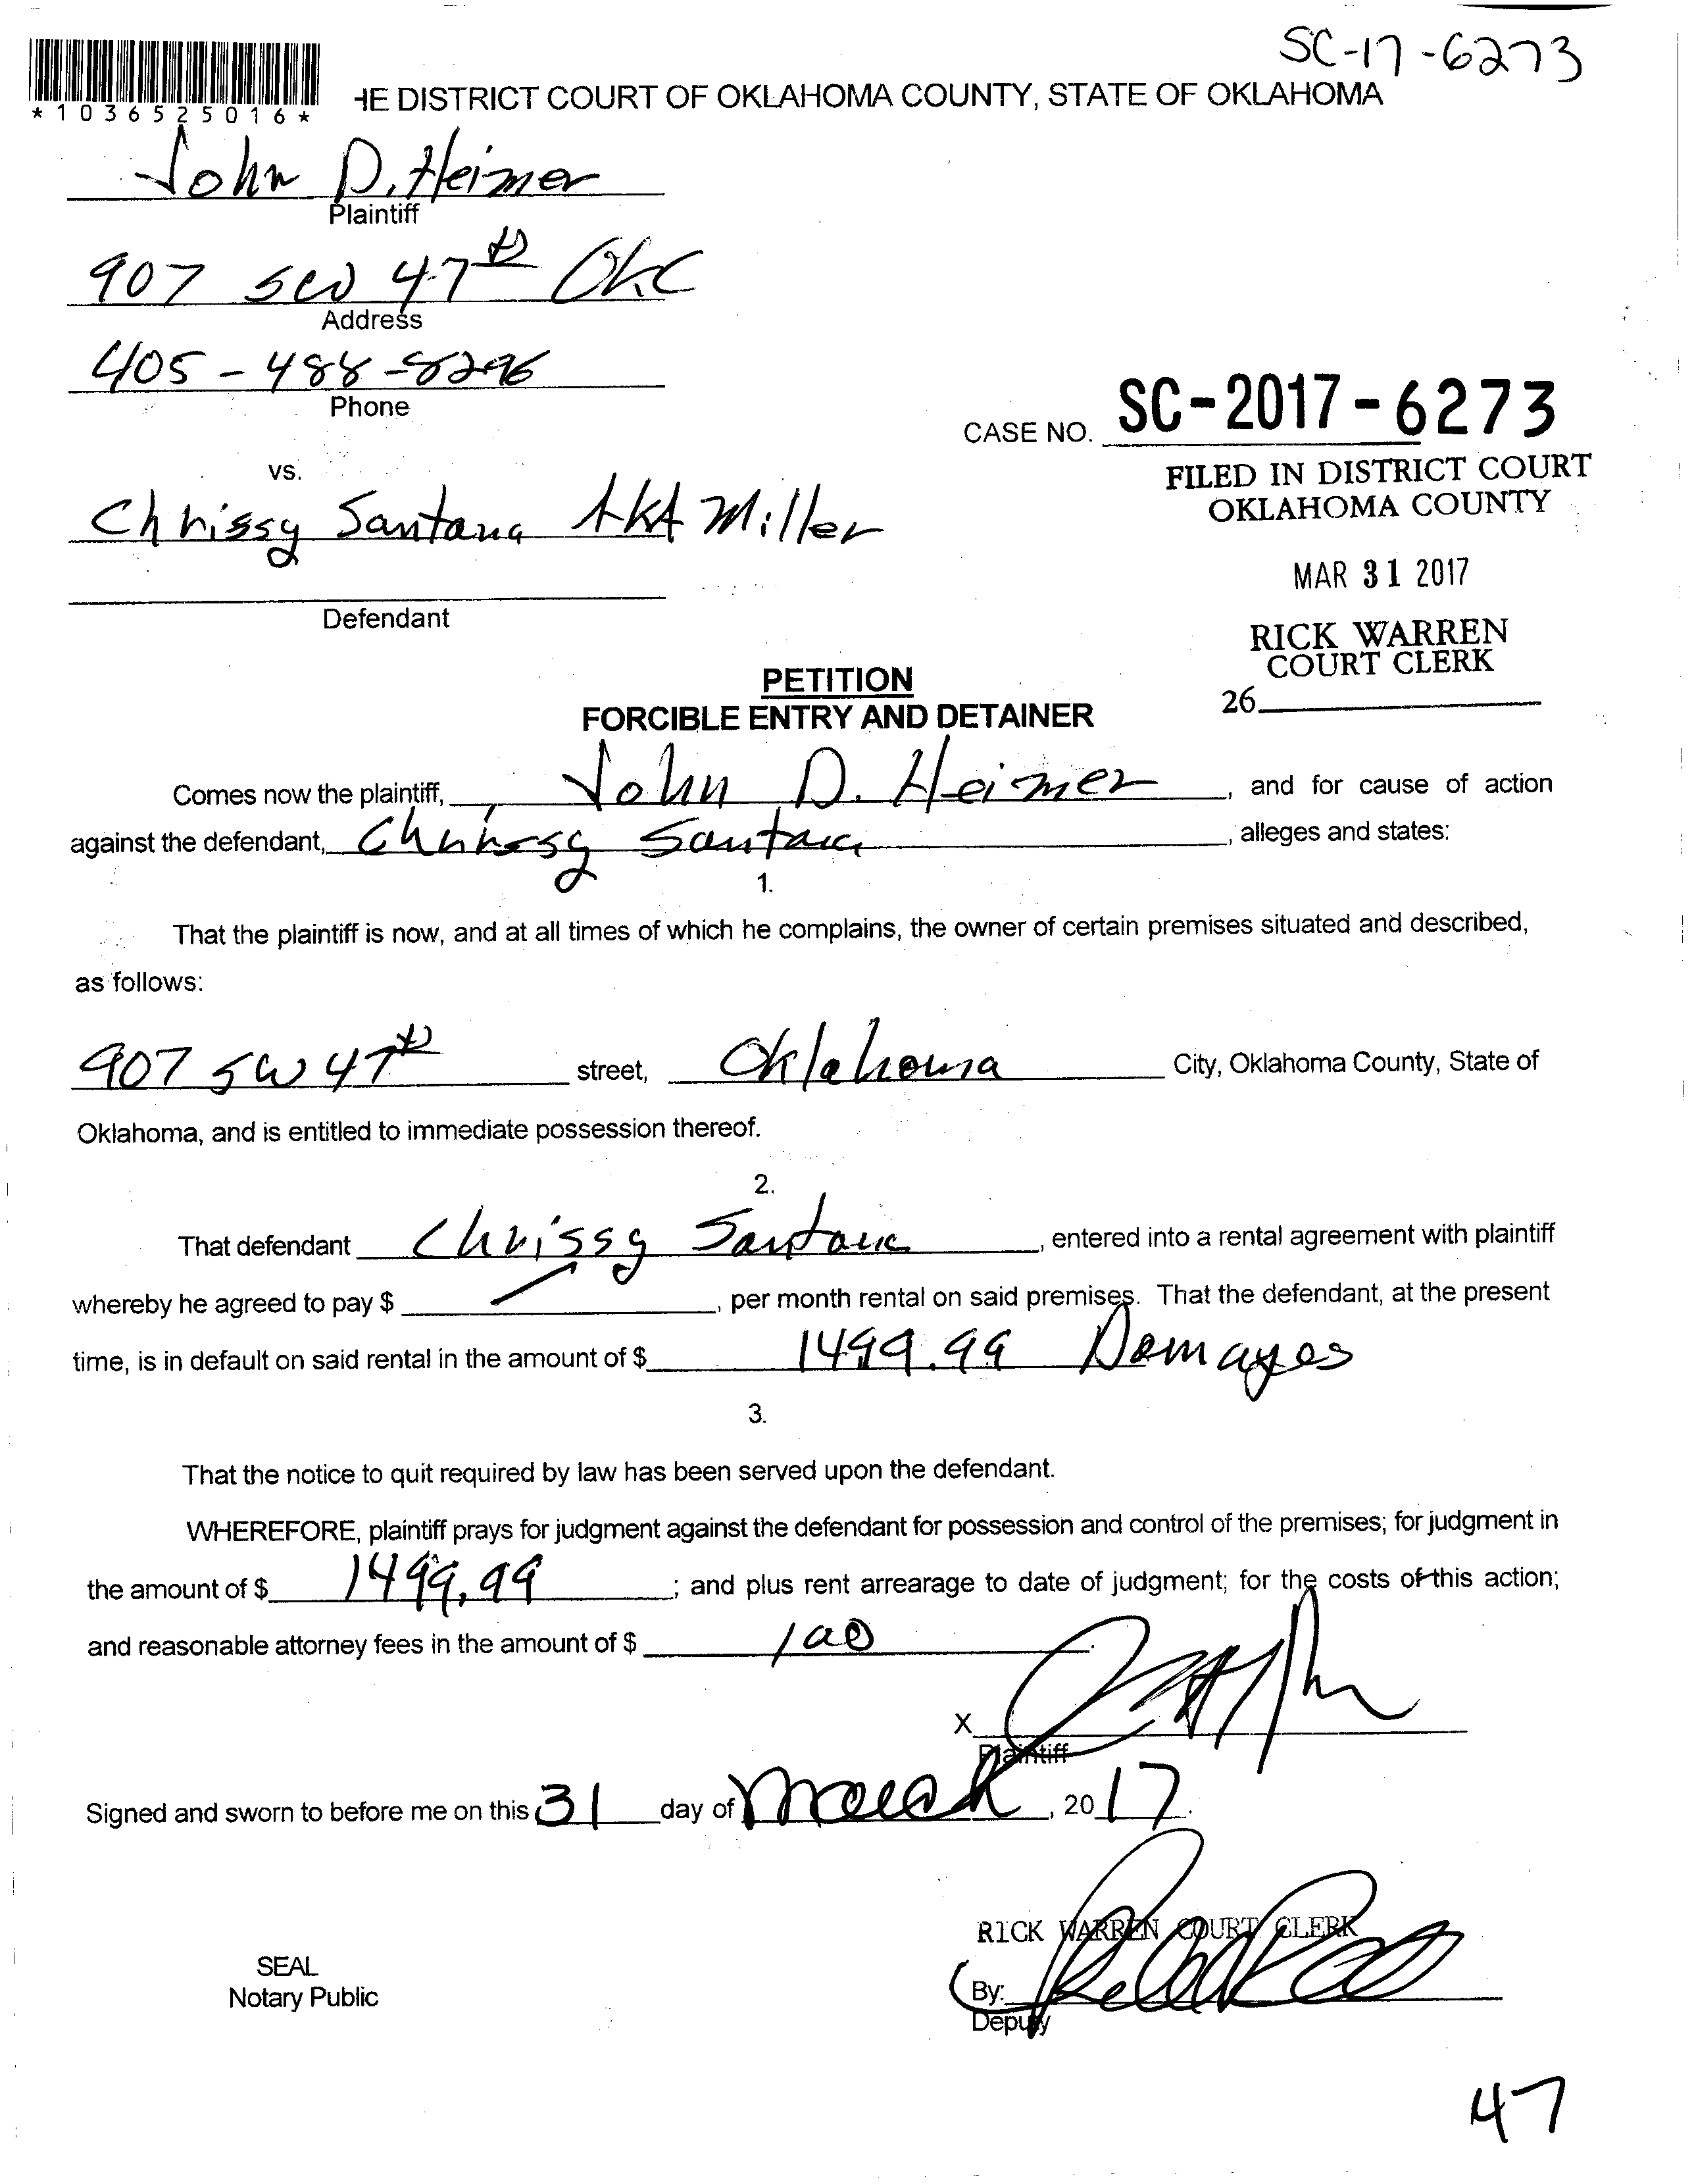 SC-17-6273
*1036525016*
HE DISTRICT COURT OF OKLAHOMA COUNTY, STATE OF OKLAHOMA
John D. Heimer
Plaintiff
907 SW 47th OKC
Address
405-488-8296
Phone
CASE NO. SC-2017-6273
vs.
FILED IN DISTRICT COURT
OKLAHOMA COUNTY
Chrissy Santana AKA Miller
MAR 31 2017
Defendant
RICK WARREN
COURT CLERK
26
PETITION
FORCIBLE ENTRY AND DETAINER
Comes now the plaintiff, John D. Heimer, and for cause of action
against the defendant, Chrissy Santana, alleges and states:
1.
That the plaintiff is now, and at all times of which he complains, the owner of certain premises situated and described,
as follows:
907 SW 47th street, Oklahoma City, Oklahoma County, State of
Oklahoma, and is entitled to immediate possession thereof.
2.
That defendant Chrissy Santana, entered into a rental agreement with plaintiff
whereby he agreed to pay $ , per month rental on said premises. That the defendant, at the present
time, is in default on said rental in the amount of $ 1499.99 Damages
3.
That the notice to quit required by law has been served upon the defendant.
WHEREFORE, plaintiff prays for judgment against the defendant for possession and control of the premises; for judgment in
the amount of $ 1499.99; and plus rent arrearage to date of judgment; for the costs of this action;
and reasonable attorney fees in the amount of $ 100.
X
Plaintiff
Signed and sworn to before me on this 31 day of March, 2017.
RICK WARREN COURT CLERK
SEAL
Notary Public
By:
Deputy
47